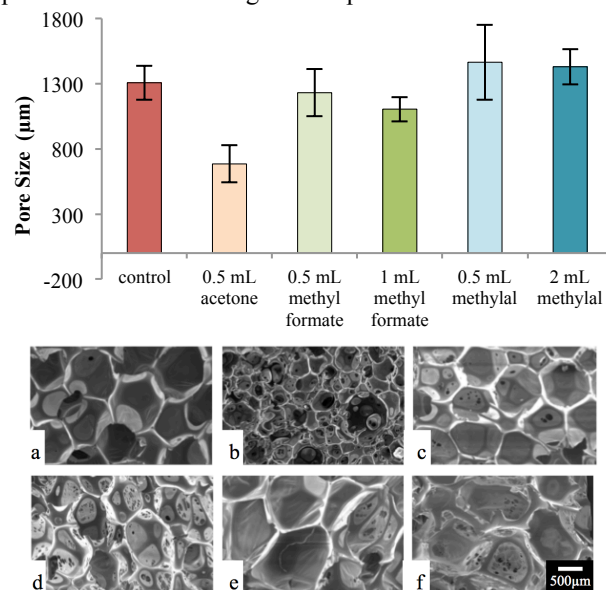 1800
1300
800
300
-200
Pore Size (µm)
control
0.5 mL acetone
0.5 mL methyl formate
1 mL methyl formate
0.5 mL methylal
2 mL methylal
a
b
c
d
e
f
500µm